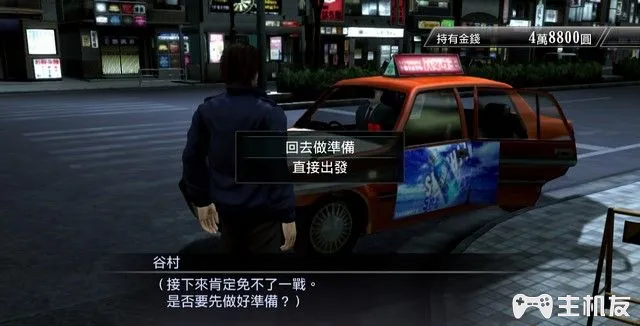 持有金錢 4萬8800圓
回去做準備
直接出發
谷村
（接下來肯定免不了一戰。
是否要先做好準備？）
主机友